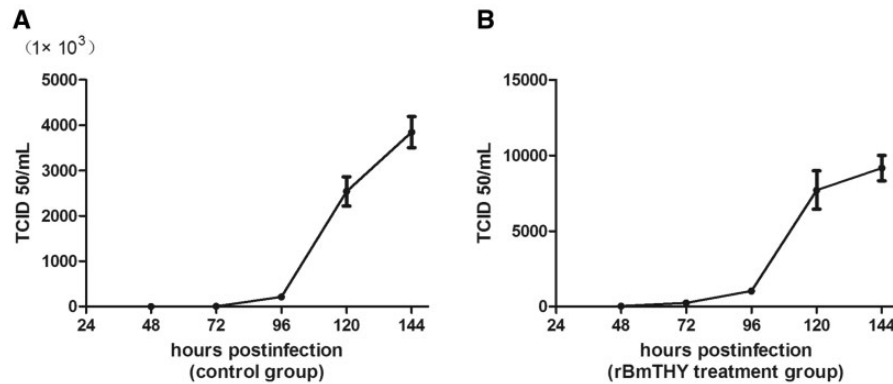 A
（1× 10³）
5000
4000
3000
2000
1000
0
TCID 50/mL
24 48 72 96 120 144
hours postinfection
(control group)
B
15000
10000
5000
0
TCID 50/mL
24 48 72 96 120 144
hours postinfection
(rBmTHY treatment group)